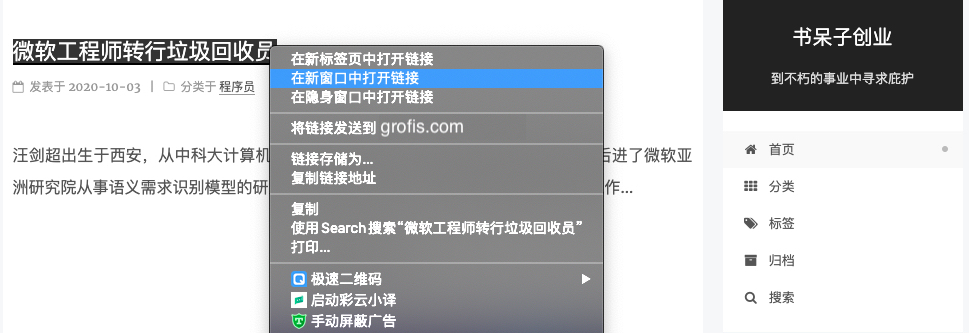 微软工程师转行垃圾回收员
发表于 2020-10-03 | 分类于 程序员
汪剑超出生于西安，从中科大计算机
后进了微软亚
洲研究院从事语义需求识别模型的研
作...
在新标签页中打开链接
在新窗口中打开链接
在隐身窗口中打开链接
将链接发送到 grofis.com
链接存储为...
复制链接地址
复制
使用 Search 搜索“微软工程师转行垃圾回收员”
打印...
极速二维码
启动彩云小译
手动屏蔽广告
书呆子创业
到不朽的事业中寻求庇护
首页
分类
标签
归档
搜索